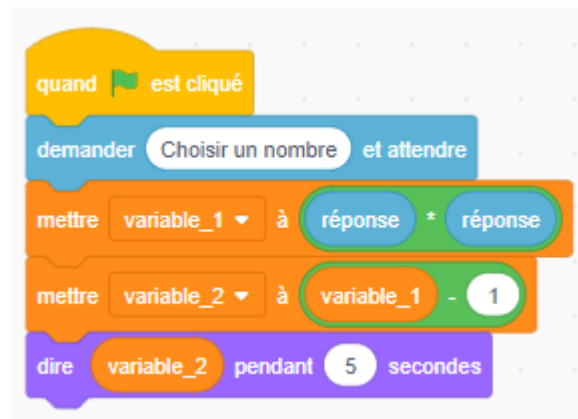 quand est cliqué
demander Choisir un nombre et attendre
mettre variable_1 à réponse * réponse
mettre variable_2 à variable_1 - 1
dire variable_2 pendant 5 secondes